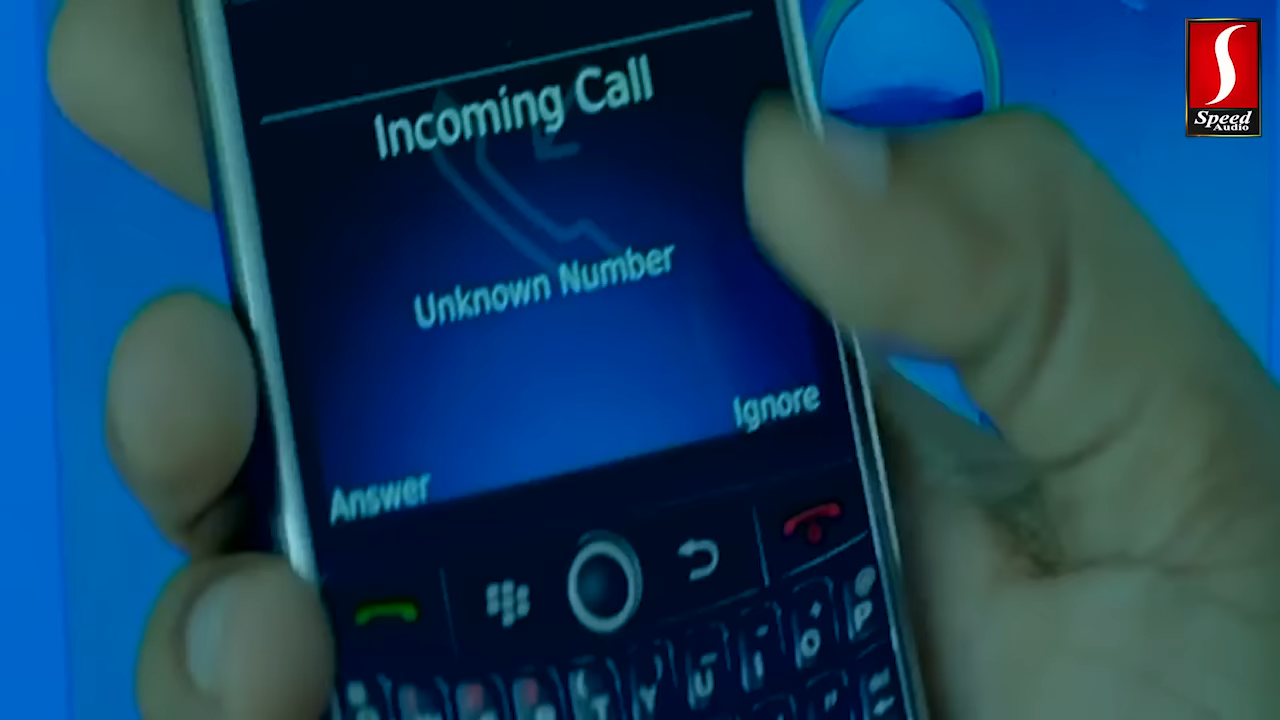 Incoming Call
Unknown Number
Ignore
Answer
Speed
Audio
P
O
I
U
Y
T